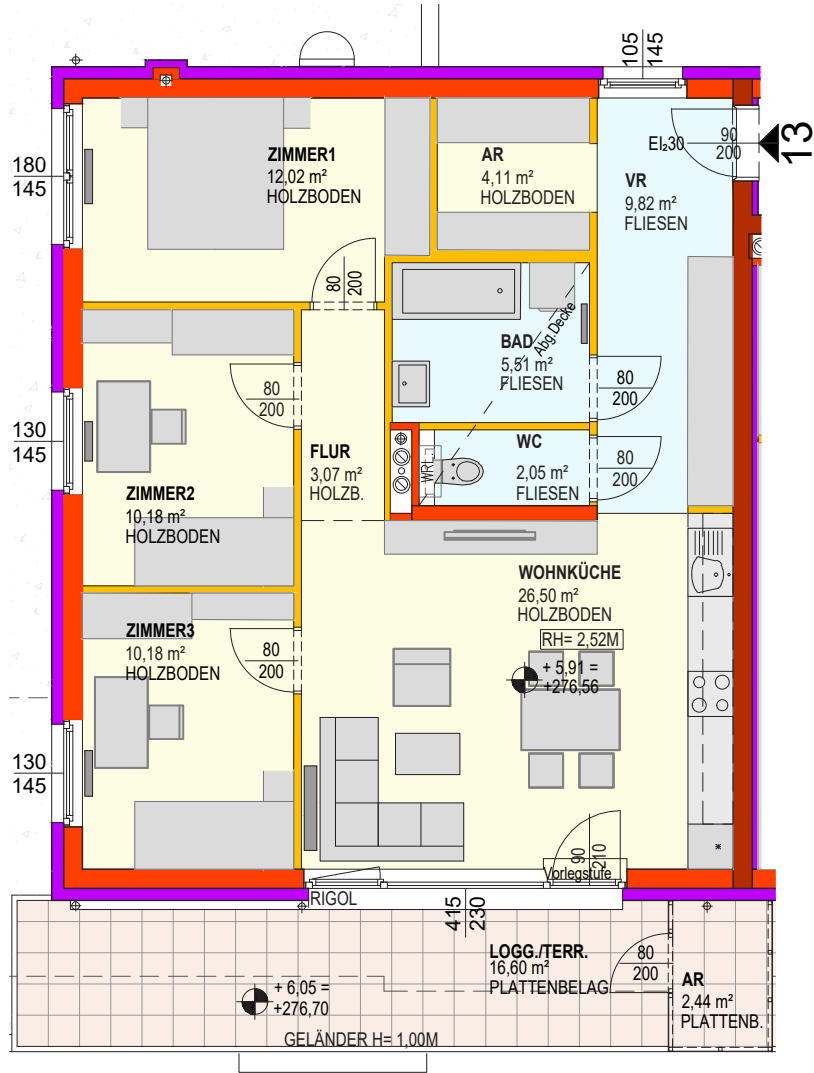 105
145
13
EI₂30
90
200
180
145
ZIMMER1
12,02 m²
HOLZBODEN
AR
4,11 m²
HOLZBODEN
VR
9,82 m²
FLIESEN
80
200
BAD
5,51 m²
FLIESEN
Abg.Decke
80
200
80
200
130
145
FLUR
3,07 m²
HOLZB.
WC
2,05 m²
FLIESEN
WRL
80
200
ZIMMER2
10,18 m²
HOLZBODEN
WOHNKÜCHE
26,50 m²
HOLZBODEN
RH= 2,52M
+ 5,91 =
+276,56
ZIMMER3
10,18 m²
HOLZBODEN
80
200
130
145
90
210
Vorlegstufe
RIGOL
415
230
LOGG./TERR.
16,60 m²
PLATTENBELAG
80
200
AR
2,44 m²
PLATTENB.
+ 6,05 =
+276,70
GELÄNDER H= 1,00M